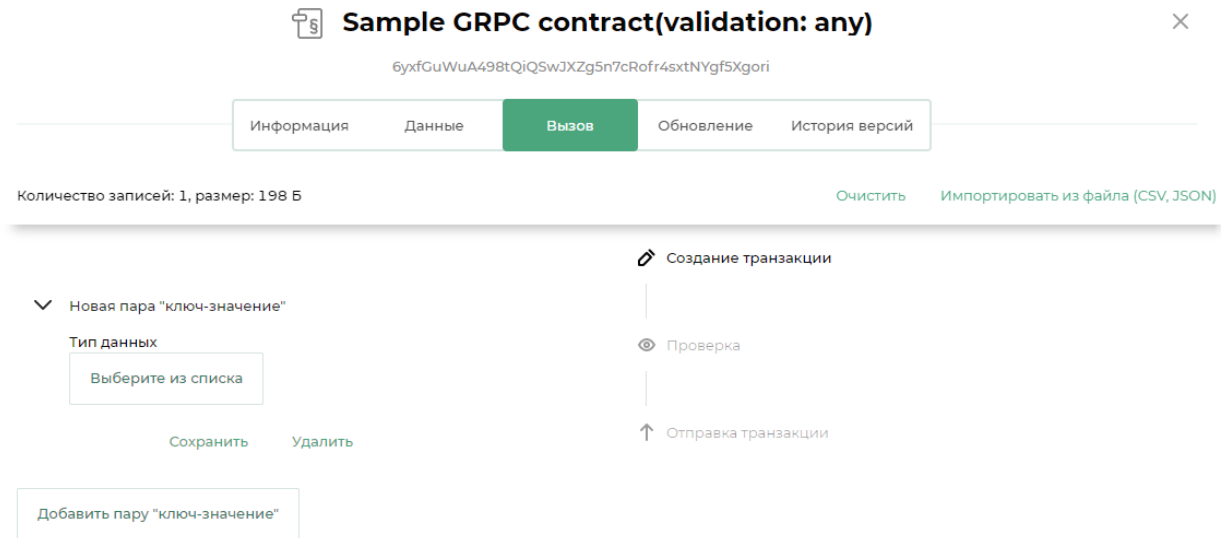 Sample GRPC contract(validation: any)
6yxfGuWuA498tQiQSwJXZg5n7cRofr4sxtNYgf5Xgori
Информация Данные Вызов Обновление История версий
Количество записей: 1, размер: 198 Б Очистить Импортировать из файла (CSV, JSON)
Создание транзакции
Новая пара "ключ-значение"
Тип данных
Проверка
Выберите из списка
Отправка транзакции
Сохранить Удалить
Добавить пару "ключ-значение"